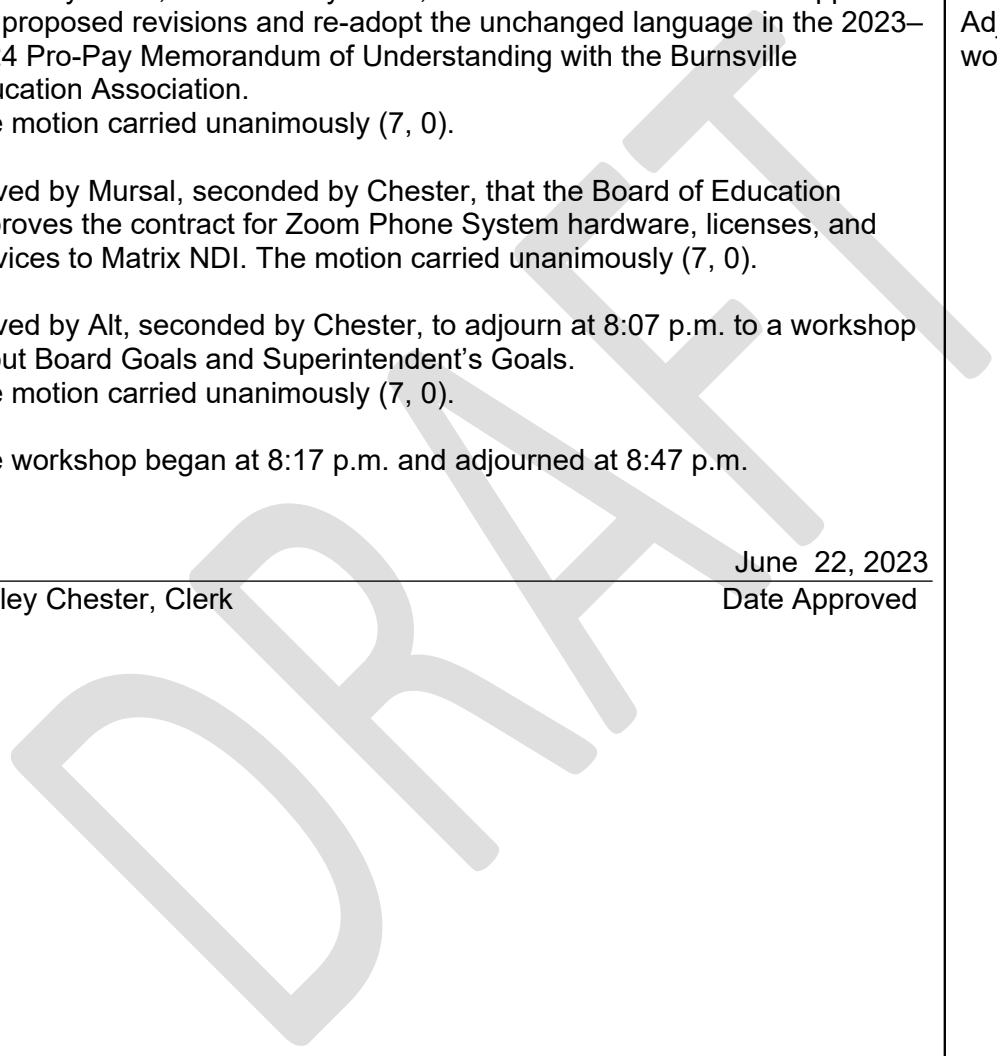 proposed revisions and re-adopt the unchanged language in the 2023–
4 Pro-Pay Memorandum of Understanding with the Burnsville
ucation Association.
e motion carried unanimously (7, 0).
ved by Mursal, seconded by Chester, that the Board of Education
proves the contract for Zoom Phone System hardware, licenses, and
vices to Matrix NDI. The motion carried unanimously (7, 0).
ved by Alt, seconded by Chester, to adjourn at 8:07 p.m. to a workshop
out Board Goals and Superintendent’s Goals.
e motion carried unanimously (7, 0).
e workshop began at 8:17 p.m. and adjourned at 8:47 p.m.
June 22, 2023
ley Chester, Clerk Date Approved
Adj
wo
DRAFT